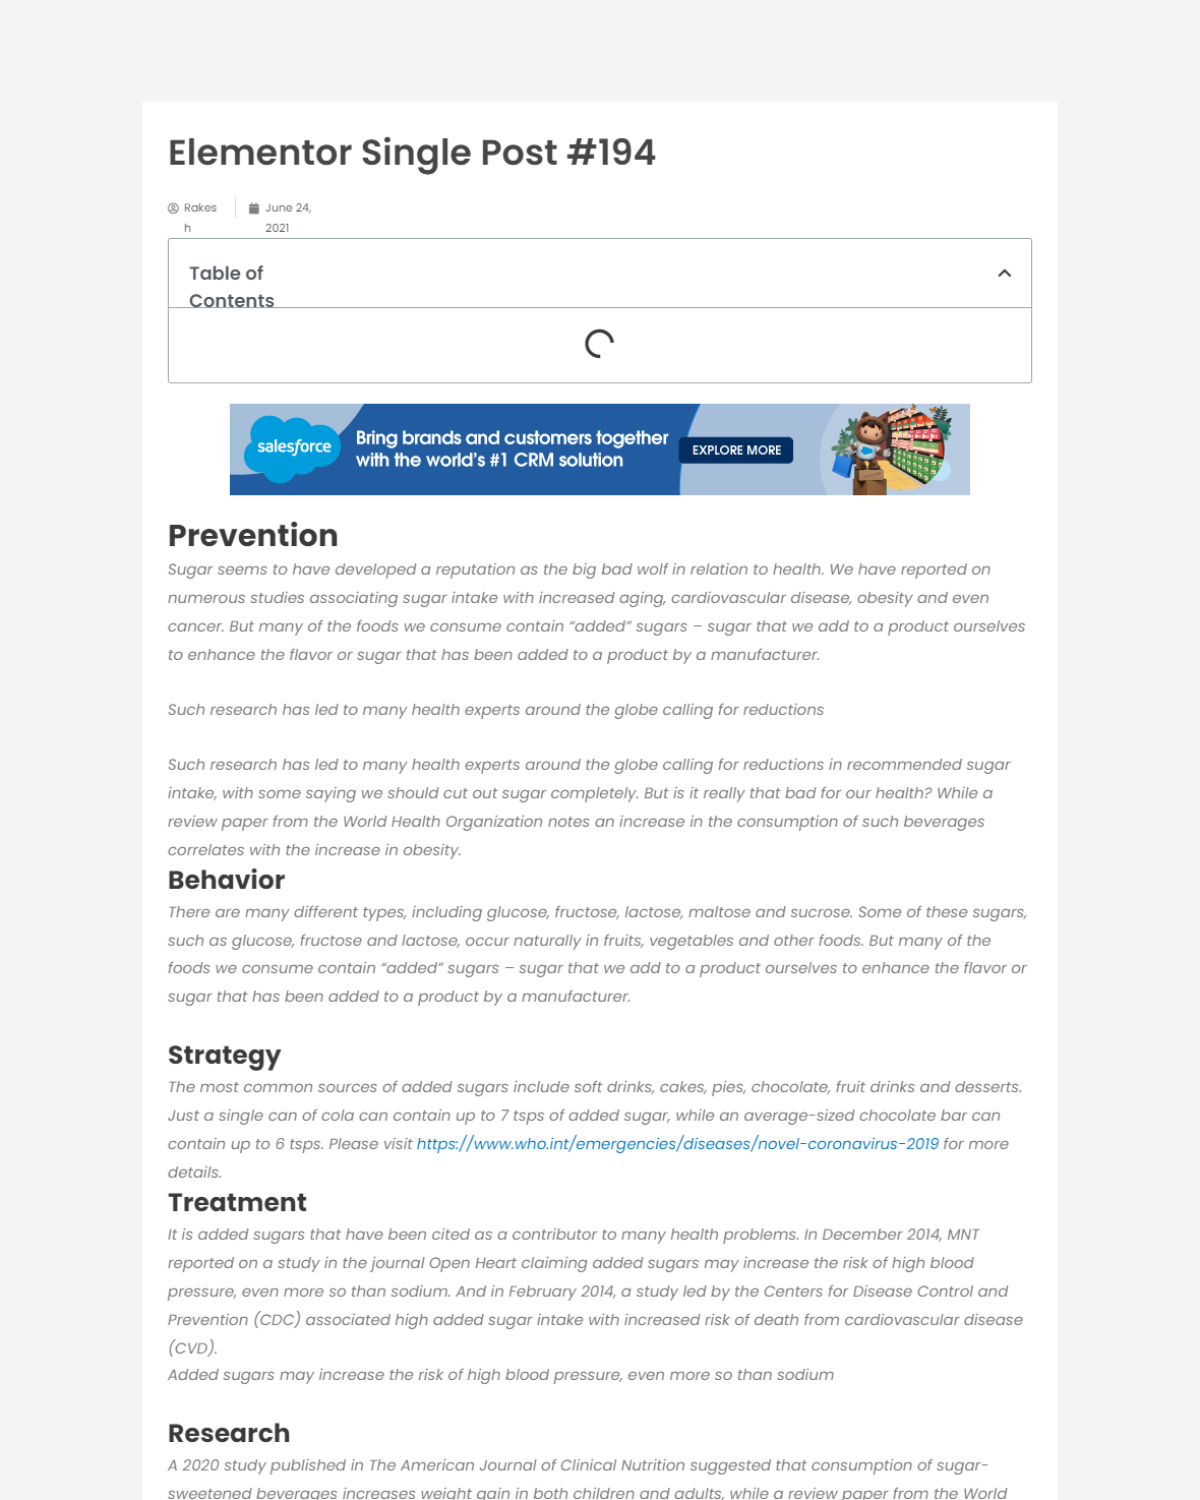 Elementor Single Post #194
Rakes
h
June 24,
2021
Table of
Contents
salesforce
Bring brands and customers together
with the world's #1 CRM solution
EXPLORE MORE
Prevention
Sugar seems to have developed a reputation as the big bad wolf in relation to health. We have reported on
numerous studies associating sugar intake with increased aging, cardiovascular disease, obesity and even
cancer. But many of the foods we consume contain “added” sugars – sugar that we add to a product ourselves
to enhance the flavor or sugar that has been added to a product by a manufacturer.
Such research has led to many health experts around the globe calling for reductions
Such research has led to many health experts around the globe calling for reductions in recommended sugar
intake, with some saying we should cut out sugar completely. But is it really that bad for our health? While a
review paper from the World Health Organization notes an increase in the consumption of such beverages
correlates with the increase in obesity.
Behavior
There are many different types, including glucose, fructose, lactose, maltose and sucrose. Some of these sugars,
such as glucose, fructose and lactose, occur naturally in fruits, vegetables and other foods. But many of the
foods we consume contain “added” sugars – sugar that we add to a product ourselves to enhance the flavor or
sugar that has been added to a product by a manufacturer.
Strategy
The most common sources of added sugars include soft drinks, cakes, pies, chocolate, fruit drinks and desserts.
Just a single can of cola can contain up to 7 tsps of added sugar, while an average-sized chocolate bar can
contain up to 6 tsps. Please visit https://www.who.int/emergencies/diseases/novel-coronavirus-2019 for more
details.
Treatment
It is added sugars that have been cited as a contributor to many health problems. In December 2014, MNT
reported on a study in the journal Open Heart claiming added sugars may increase the risk of high blood
pressure, even more so than sodium. And in February 2014, a study led by the Centers for Disease Control and
Prevention (CDC) associated high added sugar intake with increased risk of death from cardiovascular disease
(CVD).
Added sugars may increase the risk of high blood pressure, even more so than sodium
Research
A 2020 study published in The American Journal of Clinical Nutrition suggested that consumption of sugar-
sweetened beverages increases weight gain in both children and adults, while a review paper from the World